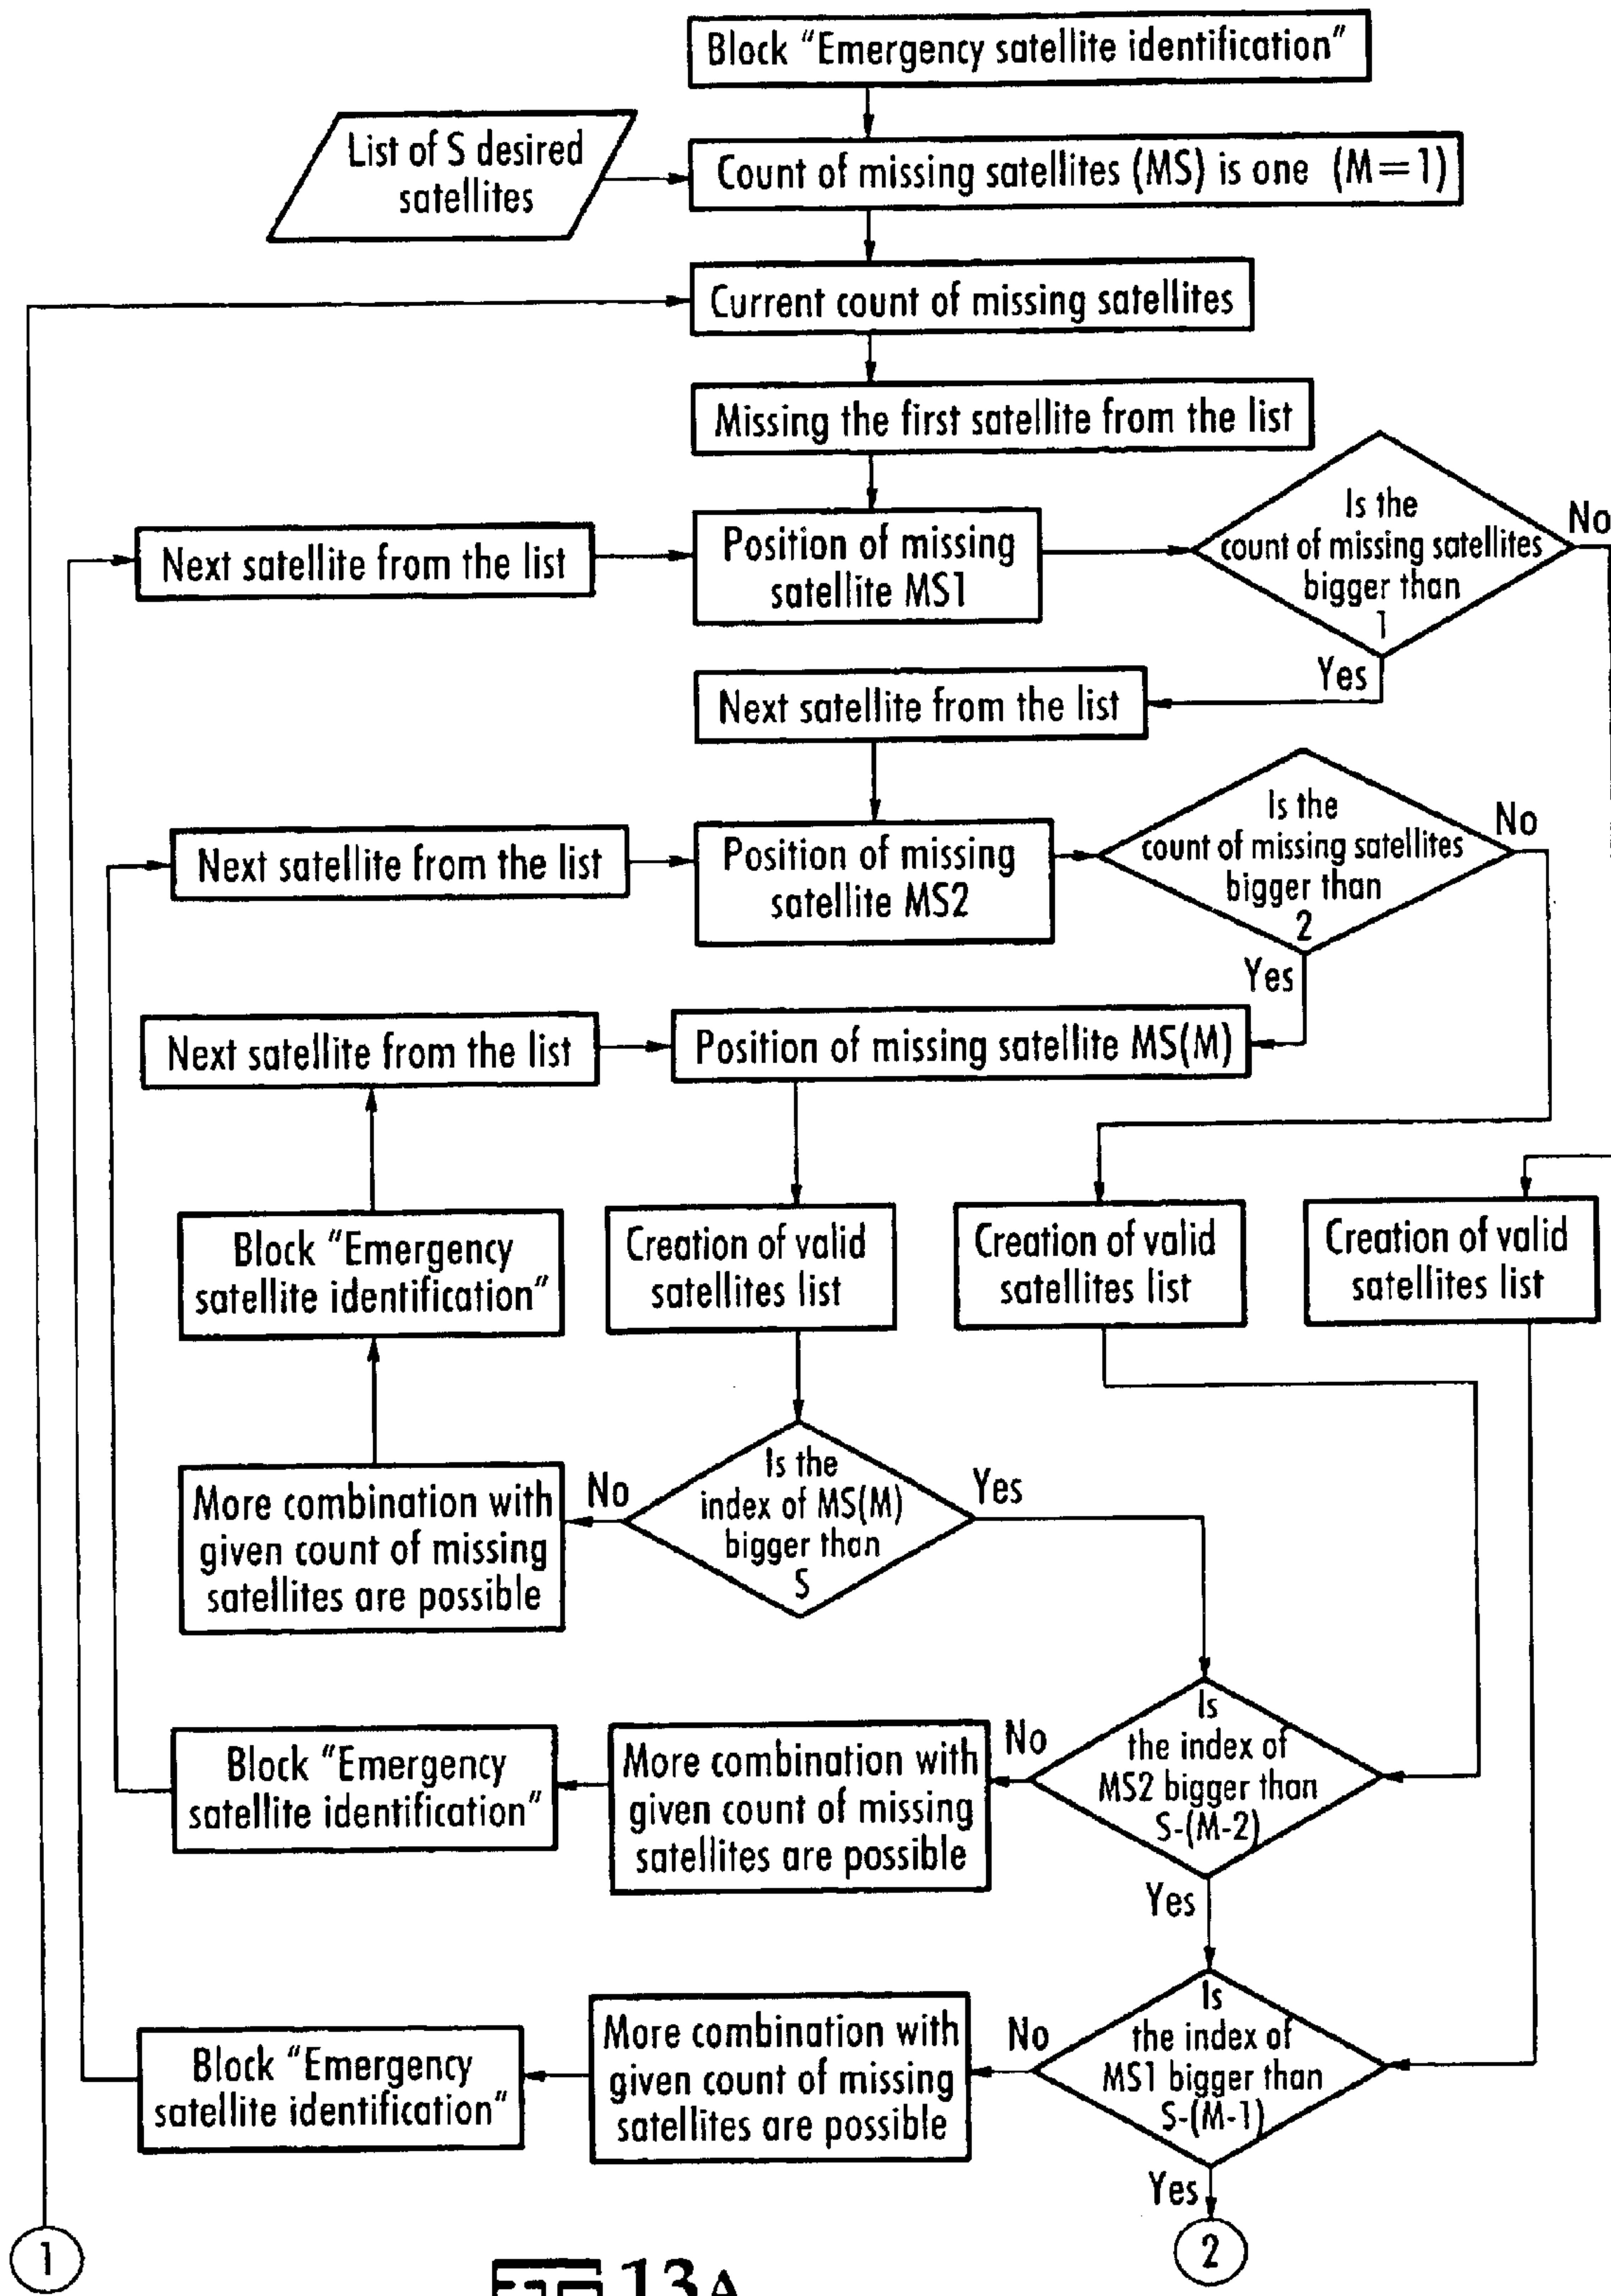 Block “Emergency satellite identification”
List of S desired
satellites
Count of missing satellites (MS) is one (M=1)
Current count of missing satellites
Missing the first satellite from the list
Next satellite from the list
Position of missing
satellite MS1
Is the
count of missing satellites
bigger than
1
No
Yes
Next satellite from the list
Next satellite from the list
Position of missing
satellite MS2
Is the
count of missing satellites
bigger than
2
No
Yes
Next satellite from the list
Position of missing satellite MS(M)
Block “Emergency
satellite identification”
Creation of valid
satellites list
Creation of valid
satellites list
Creation of valid
satellites list
More combination with
given count of missing
satellites are possible
No
Is the
index of MS(M)
bigger than
S
Yes
Block “Emergency
satellite identification”
More combination with
given count of missing
satellites are possible
No
Is
the index of
MS2 bigger than
S-(M-2)
Yes
Block “Emergency
satellite identification”
More combination with
given count of missing
satellites are possible
No
Is
the index of
MS1 bigger than
S-(M-1)
Yes
1
2
13A